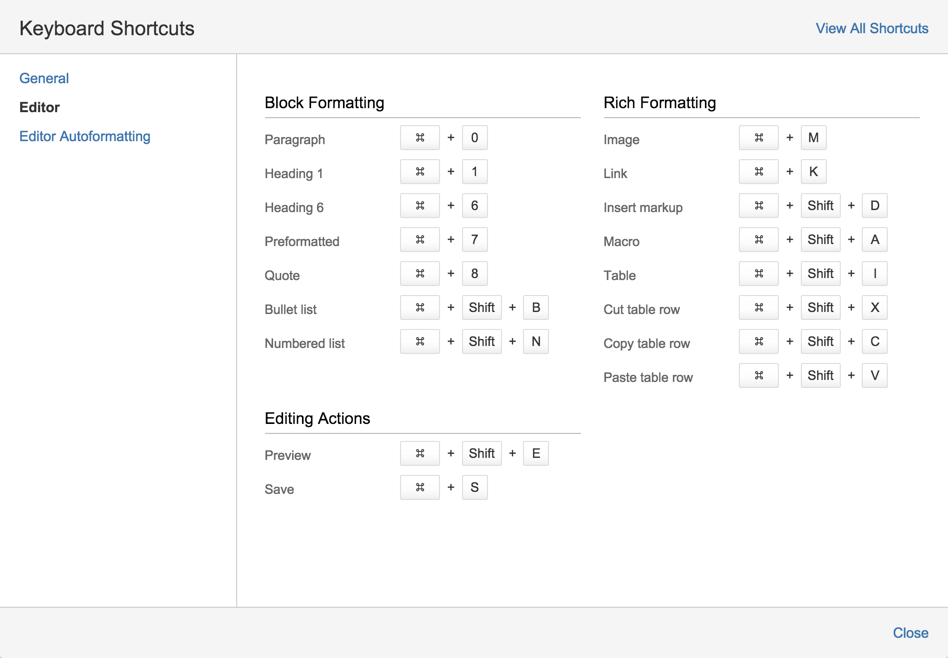 Keyboard Shortcuts
View All Shortcuts
General
Editor
Editor Autoformatting
Block Formatting
Paragraph ⌘ + 0
Heading 1 ⌘ + 1
Heading 6 ⌘ + 6
Preformatted ⌘ + 7
Quote ⌘ + 8
Bullet list ⌘ + Shift + B
Numbered list ⌘ + Shift + N
Editing Actions
Preview ⌘ + Shift + E
Save ⌘ + S
Rich Formatting
Image ⌘ + M
Link ⌘ + K
Insert markup ⌘ + Shift + D
Macro ⌘ + Shift + A
Table ⌘ + Shift + I
Cut table row ⌘ + Shift + X
Copy table row ⌘ + Shift + C
Paste table row ⌘ + Shift + V
Close